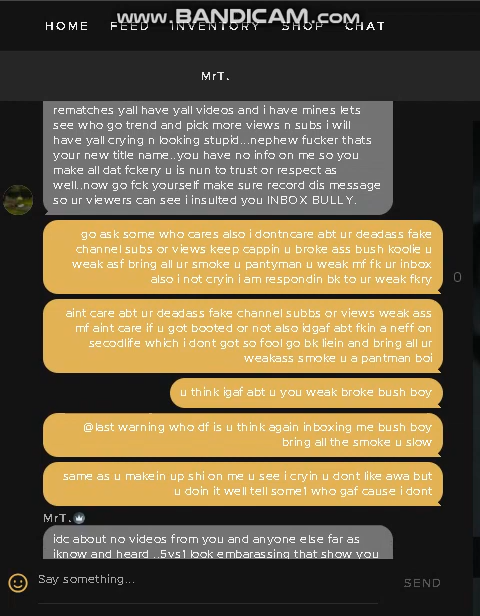 www.BANDICAM.com
HOME FEED INVENTORY SHOP CHAT
MrT.
rematches yall have yall videos and i have mines lets
see who go trend and pick more views n subs i will
have yall crying n looking stupid...nephew fucker thats
your new title name..you have no info on me so you
make all dat fckery u is nun to trust or respect as
well..now go fck yourself make sure record dis message
so ur viewers can see i insulted you INBOX BULLY.
go ask some who cares also i dontncare abt ur deadass fake
channel subs or views keep cappin u broke ass bush koolie u
weak asf bring all ur smoke u pantyman u weak mf fk ur inbox
also i not cryin i am respondin bk to ur weak fkry
0
aint care abt ur deadass fake channel subbs or views weak ass
mf aint care if u got booted or not also idgaf abt fkin a neff on
secodlife which i dont got so fool go bk liein and bring all ur
weakass smoke u a pantman boi
u think igaf abt u you weak broke bush boy
@last warning who df is u think again inboxing me bush boy
bring all the smoke u slow
same as u makein up shi on me u see i cryin u dont like awa but
u doin it well tell some1 who gaf cause i dont
MrT.
idc about no videos from you and anyone else far as
iknow and heard ..5vs1 look embarassing that show you
Say something...
SEND